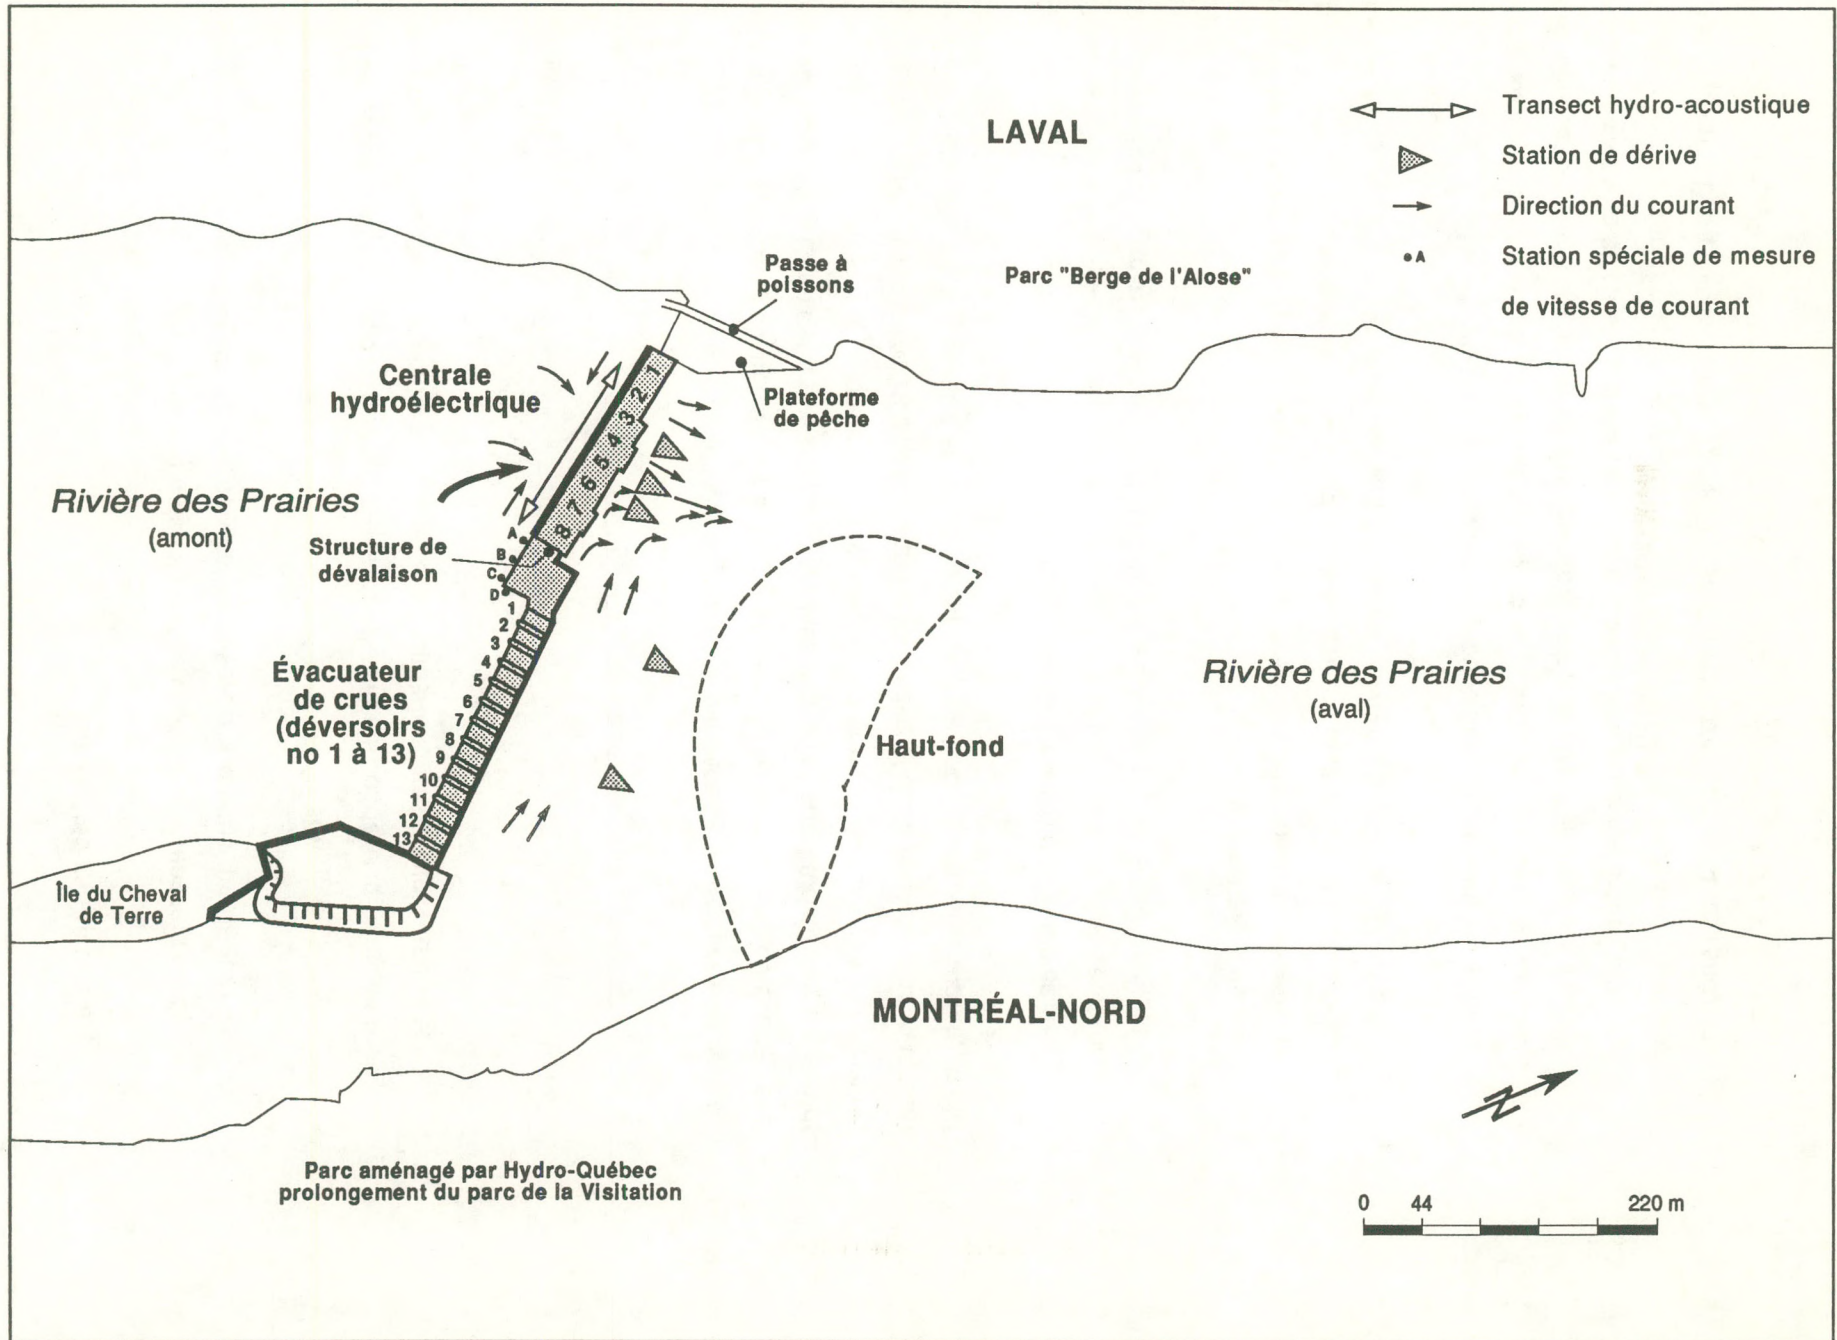 LAVAL
Transect hydro-acoustique
Station de dérive
Direction du courant
A
Station spéciale de mesure
de vitesse de courant
Passe à
poissons
Parc "Berge de l'Alose"
Centrale
hydroélectrique
Plateforme
de pêche
1
2
3
4
5
6
7
8
Rivière des Prairies
(amont)
Structure de
dévalaison
A
B
C
D
1
2
3
4
5
6
7
8
9
10
11
12
13
Évacuateur
de crues
(déversoirs
no 1 à 13)
Rivière des Prairies
(aval)
Haut-fond
Île du Cheval
de Terre
MONTRÉAL-NORD
N
Parc aménagé par Hydro-Québec
prolongement du parc de la Visitation
0 44 220 m